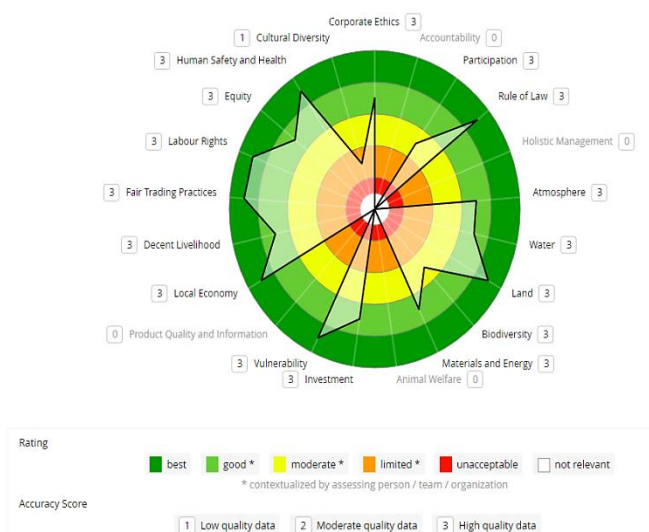 Corporate Ethics 3
Accountability 0
1 Cultural Diversity
3 Human Safety and Health
Participation 3
3 Equity
Rule of Law 3
3 Labour Rights
Holistic Management 0
3 Fair Trading Practices
Atmosphere 3
3 Decent Livelihood
Water 3
3 Local Economy
Land 3
0 Product Quality and Information
Biodiversity 3
3 Vulnerability
Materials and Energy 3
3 Investment
Animal Welfare 0
Rating
best good * moderate * limited * unacceptable not relevant
* contextualized by assessing person / team / organization
Accuracy Score
1 Low quality data 2 Moderate quality data 3 High quality data